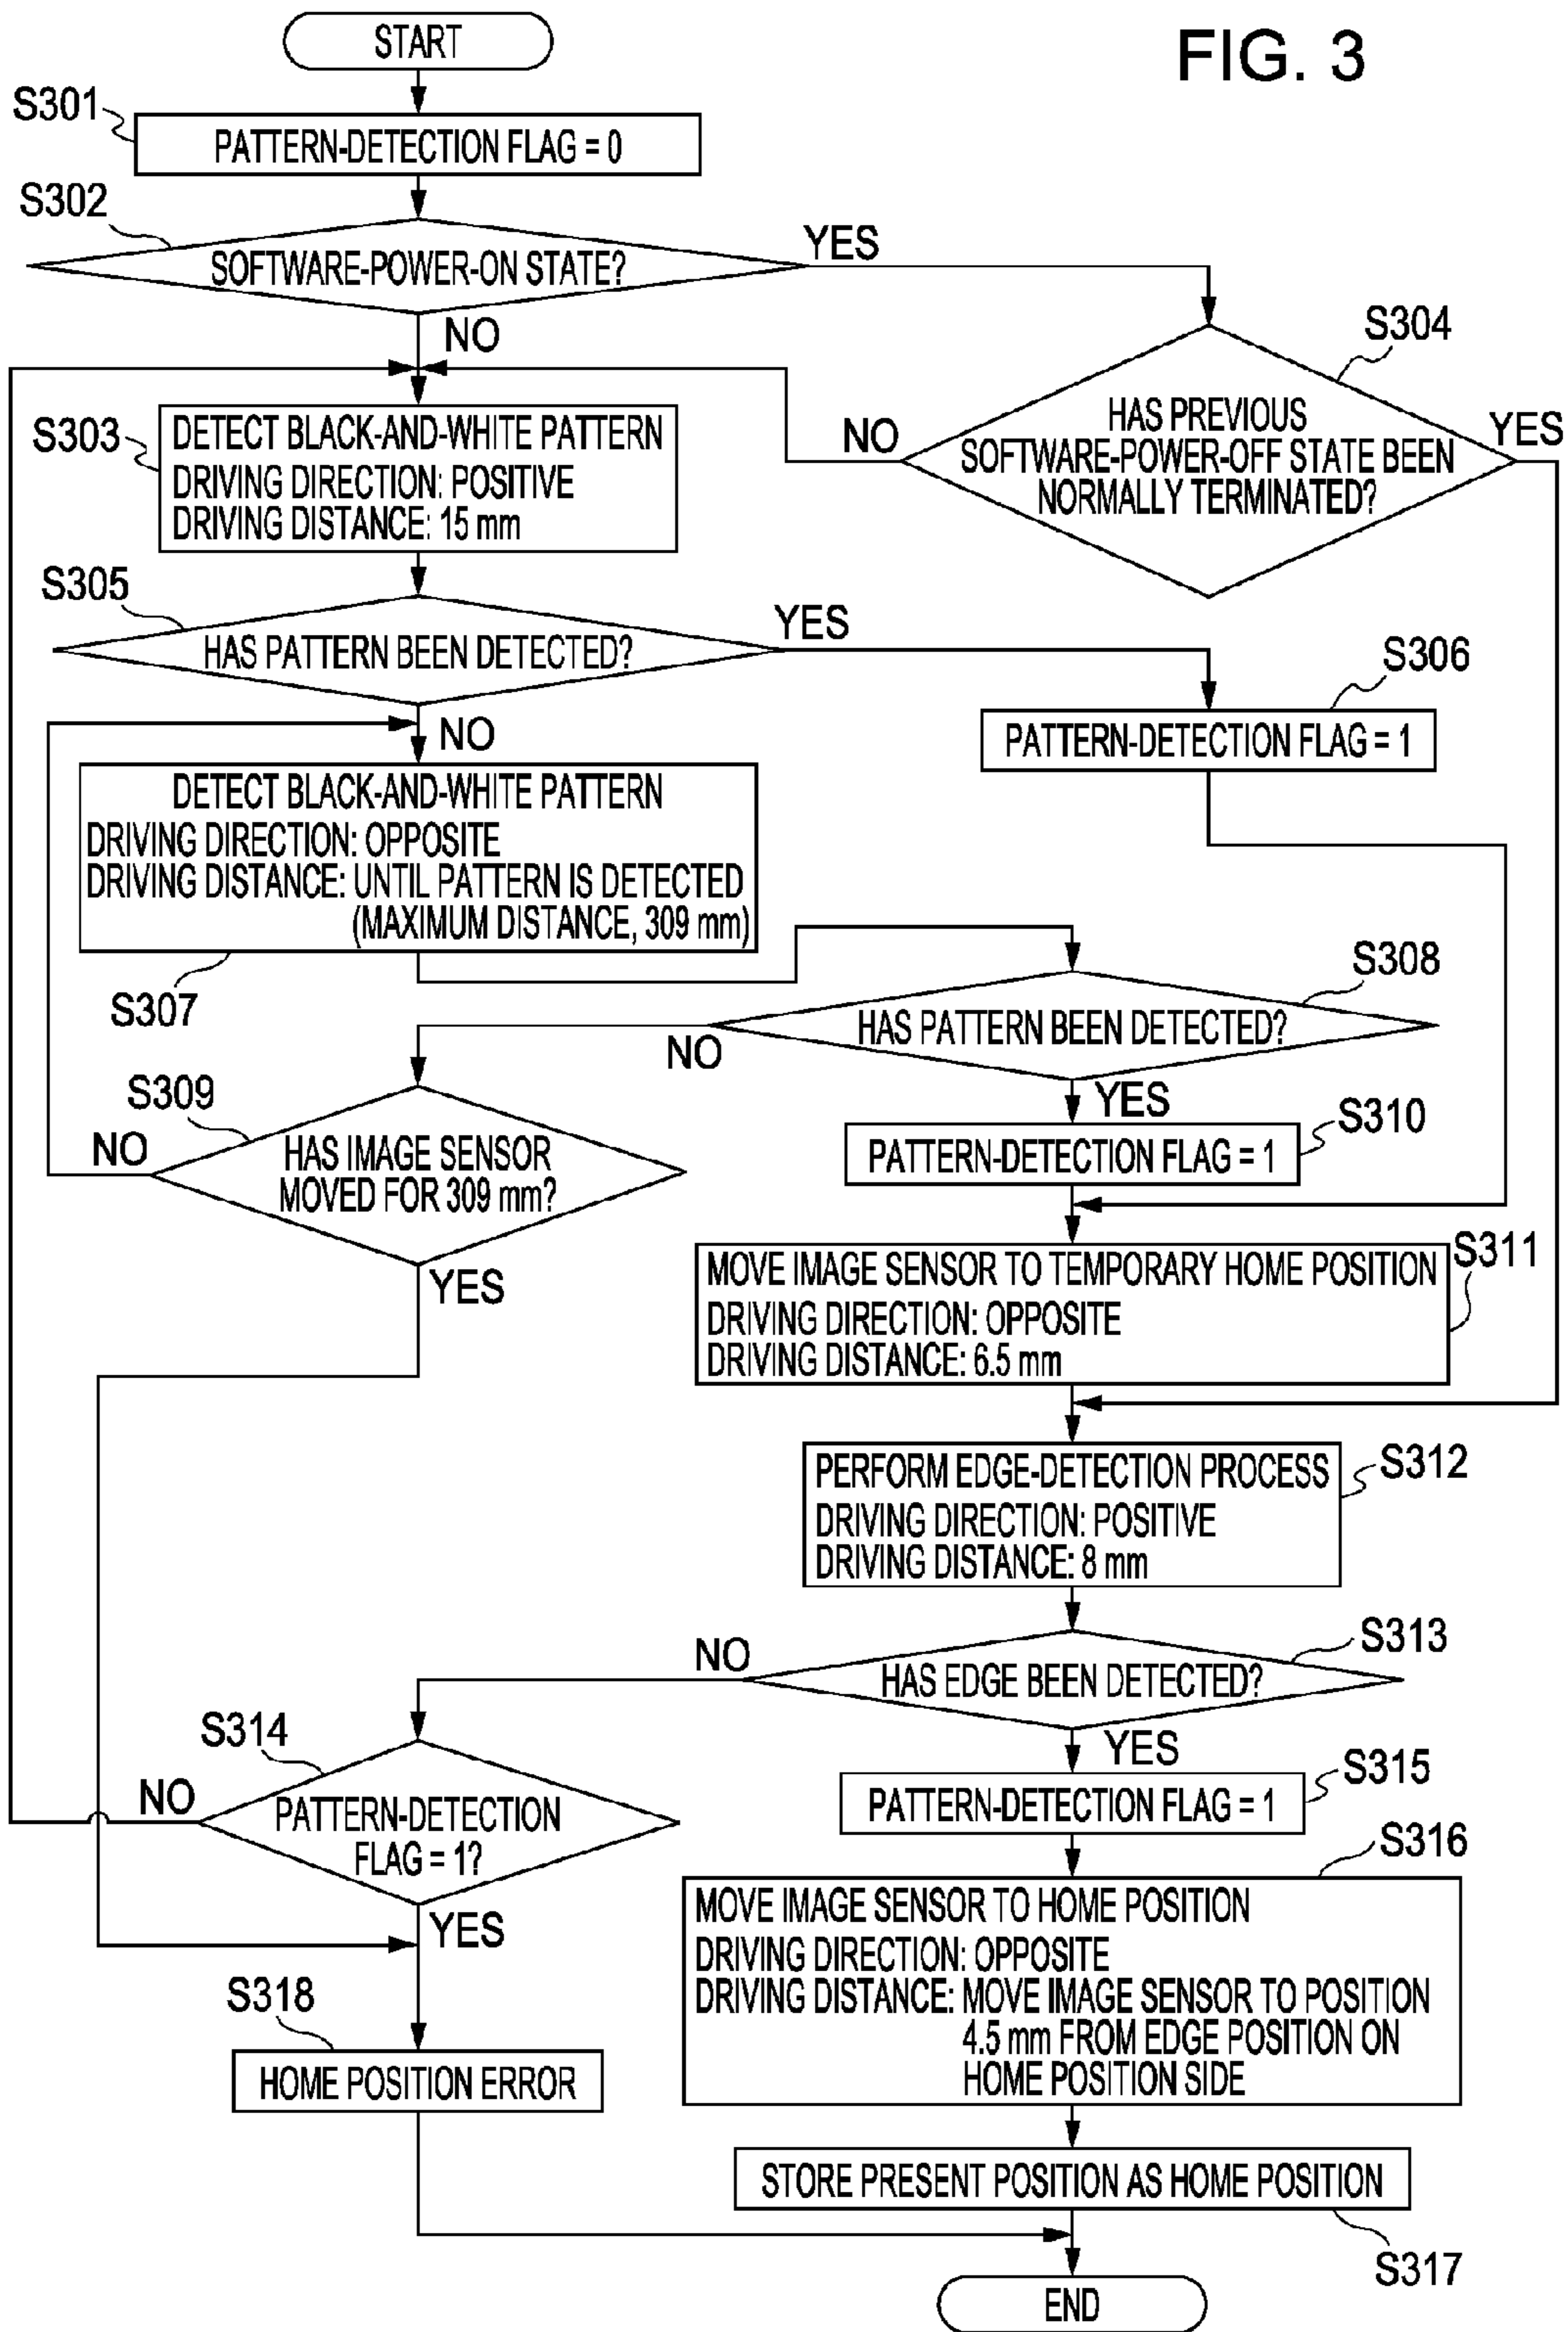 FIG. 3
START
S301
PATTERN-DETECTION FLAG = 0
S302
SOFTWARE-POWER-ON STATE?
YES
NO
S304
HAS PREVIOUS
SOFTWARE-POWER-OFF STATE BEEN
NORMALLY TERMINATED?
NO
YES
S303
DETECT BLACK-AND-WHITE PATTERN
DRIVING DIRECTION: POSITIVE
DRIVING DISTANCE: 15 mm
S305
HAS PATTERN BEEN DETECTED?
YES
NO
S306
PATTERN-DETECTION FLAG = 1
DETECT BLACK-AND-WHITE PATTERN
DRIVING DIRECTION: OPPOSITE
DRIVING DISTANCE: UNTIL PATTERN IS DETECTED
(MAXIMUM DISTANCE, 309 mm)
S307
S308
HAS PATTERN BEEN DETECTED?
NO
YES
S309
HAS IMAGE SENSOR
MOVED FOR 309 mm?
NO
YES
S310
PATTERN-DETECTION FLAG = 1
S311
MOVE IMAGE SENSOR TO TEMPORARY HOME POSITION
DRIVING DIRECTION: OPPOSITE
DRIVING DISTANCE: 6.5 mm
S312
PERFORM EDGE-DETECTION PROCESS
DRIVING DIRECTION: POSITIVE
DRIVING DISTANCE: 8 mm
S313
HAS EDGE BEEN DETECTED?
NO
YES
S314
PATTERN-DETECTION
FLAG = 1?
NO
YES
S315
PATTERN-DETECTION FLAG = 1
S316
MOVE IMAGE SENSOR TO HOME POSITION
DRIVING DIRECTION: OPPOSITE
DRIVING DISTANCE: MOVE IMAGE SENSOR TO POSITION
4.5 mm FROM EDGE POSITION ON
HOME POSITION SIDE
S318
HOME POSITION ERROR
STORE PRESENT POSITION AS HOME POSITION
S317
END